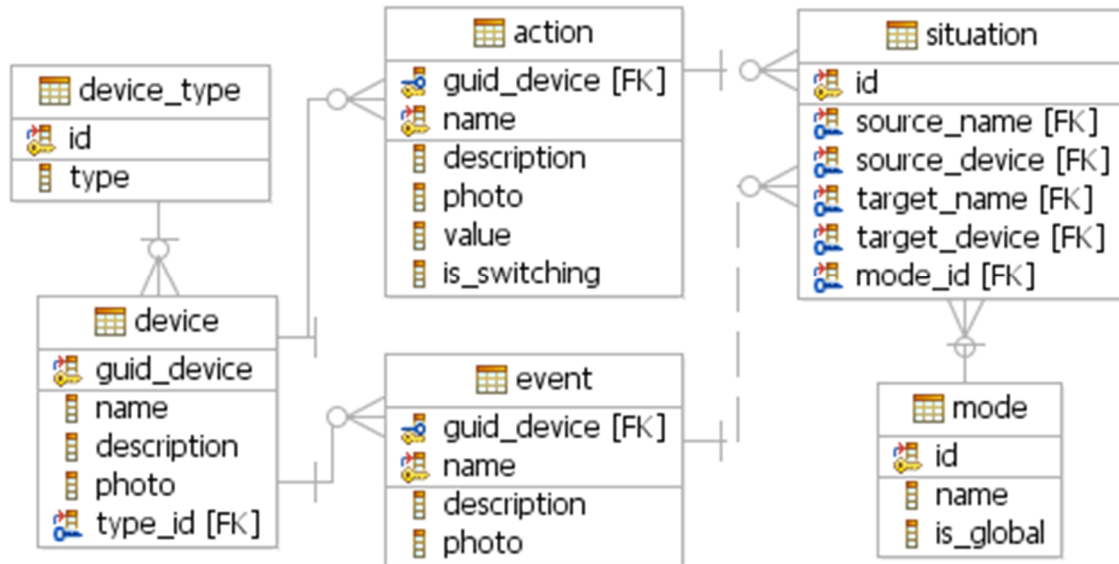 device_type
id
type
device
guid_device
name
description
photo
type_id [FK]
action
guid_device [FK]
name
description
photo
value
is_switching
event
guid_device [FK]
name
description
photo
situation
id
source_name [FK]
source_device [FK]
target_name [FK]
target_device [FK]
mode_id [FK]
mode
id
name
is_global